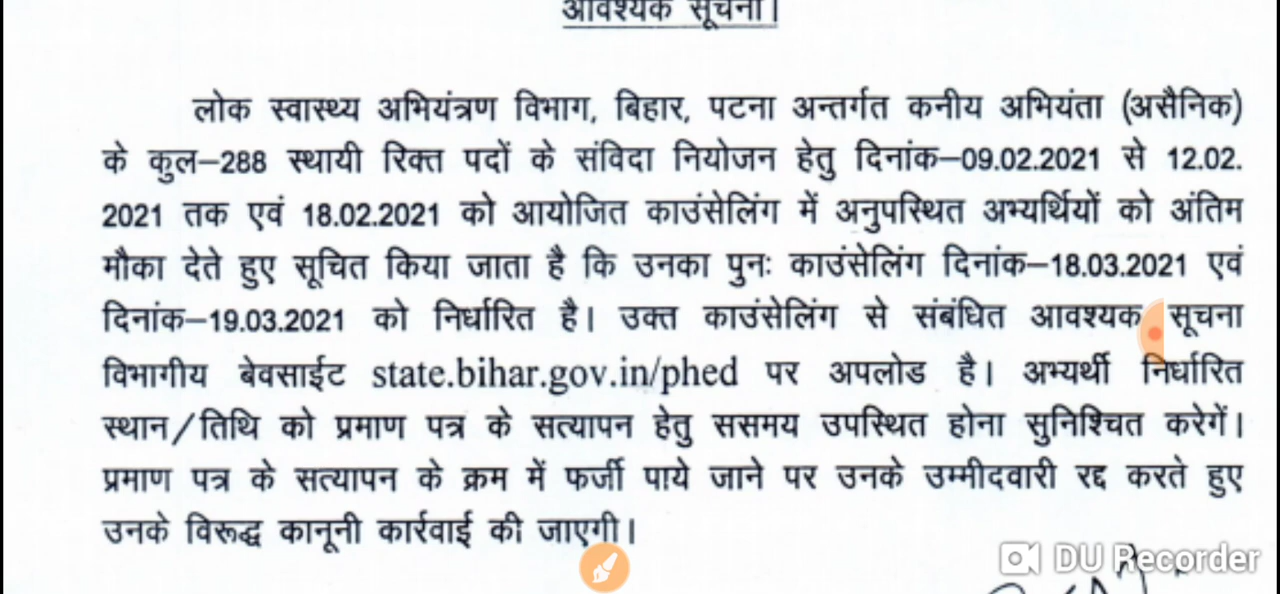 आवश्यक सूचना।
लोक स्वास्थ्य अभियंत्रण विभाग, बिहार, पटना अन्तर्गत कनीय अभियंता (असैनिक)
के कुल–288 स्थायी रिक्त पदों के संविदा नियोजन हेतु दिनांक–09.02.2021 से 12.02.
2021 तक एवं 18.02.2021 को आयोजित काउंसेलिंग में अनुपस्थित अभ्यर्थियों को अंतिम
मौका देते हुए सूचित किया जाता है कि उनका पुनः काउंसेलिंग दिनांक–18.03.2021 एवं
दिनांक–19.03.2021 को निर्धारित है। उक्त काउंसेलिंग से संबंधित आवश्यक सूचना
विभागीय बेवसाईट state.bihar.gov.in/phed पर अपलोड है। अभ्यर्थी निर्धारित
स्थान/तिथि को प्रमाण पत्र के सत्यापन हेतु ससमय उपस्थित होना सुनिश्चित करेगें।
प्रमाण पत्र के सत्यापन के क्रम में फर्जी पाये जाने पर उनके उम्मीदवारी रद्द करते हुए
उनके विरूद्ध कानूनी कार्रवाई की जाएगी।
DU Recorder